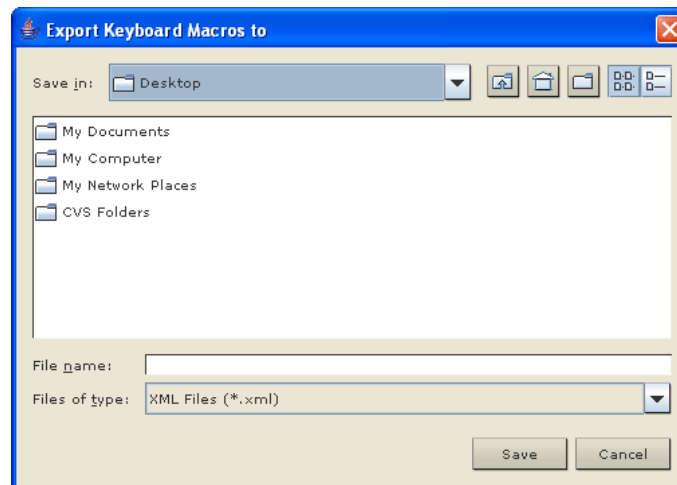 Export Keyboard Macros to
Save in: Desktop
My Documents
My Computer
My Network Places
CVS Folders
File name:
Files of type: XML Files (*.xml)
Save Cancel